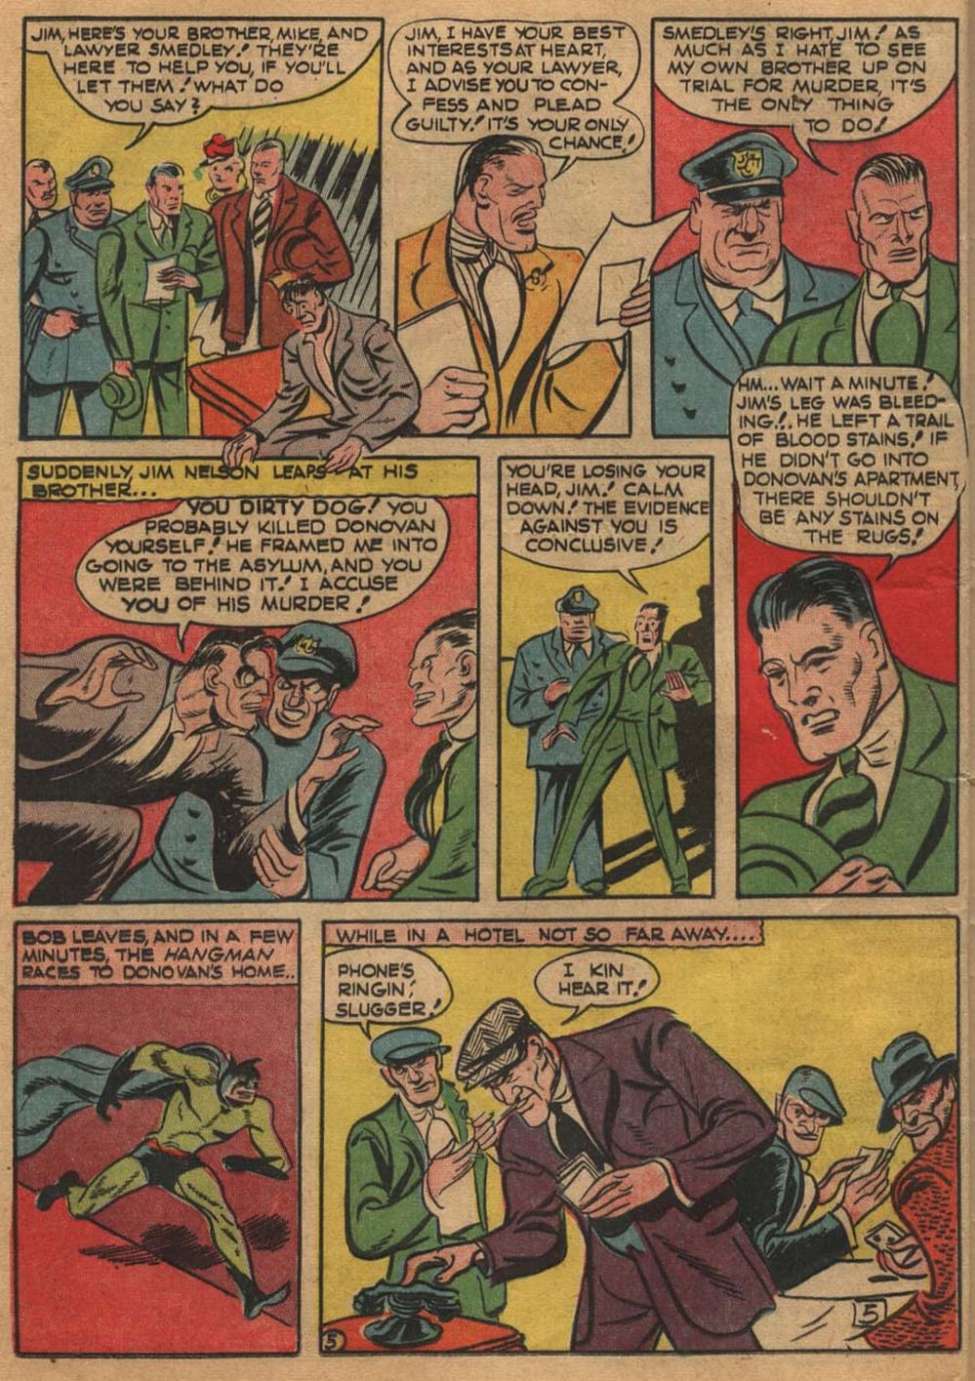 JIM, HERE'S YOUR BROTHER, MIKE, AND
LAWYER SMEDLEY! THEY'RE
HERE TO HELP YOU, IF YOU'LL
LET THEM! WHAT DO
YOU SAY?
JIM, I HAVE YOUR BEST
INTERESTS AT HEART,
AND AS YOUR LAWYER,
I ADVISE YOU TO CON-
FESS AND PLEAD
GUILTY! IT'S YOUR ONLY
CHANCE!
SMEDLEY'S RIGHT, JIM! AS
MUCH AS I HATE TO SEE
MY OWN BROTHER UP ON
TRIAL FOR MURDER, IT'S
THE ONLY THING
TO DO!
SUDDENLY, JIM NELSON LEAPS AT HIS
BROTHER...
YOU DIRTY DOG! YOU
PROBABLY KILLED DONOVAN
YOURSELF! HE FRAMED ME INTO
GOING TO THE ASYLUM, AND YOU
WERE BEHIND IT! I ACCUSE
YOU OF HIS MURDER!
YOU'RE LOSING YOUR
HEAD, JIM! CALM
DOWN! THE EVIDENCE
AGAINST YOU IS
CONCLUSIVE!
HM... WAIT A MINUTE!
JIM'S LEG WAS BLEED-
ING!. HE LEFT A TRAIL
OF BLOOD STAINS! IF
HE DIDN'T GO INTO
DONOVAN'S APARTMENT,
THERE SHOULDN'T
BE ANY STAINS ON
THE RUGS!
BOB LEAVES, AND IN A FEW
MINUTES, THE HANGMAN
RACES TO DONOVAN'S HOME..
WHILE IN A HOTEL NOT SO FAR AWAY....
PHONE'S
RINGIN',
SLUGGER!
I KIN
HEAR IT!
5
5